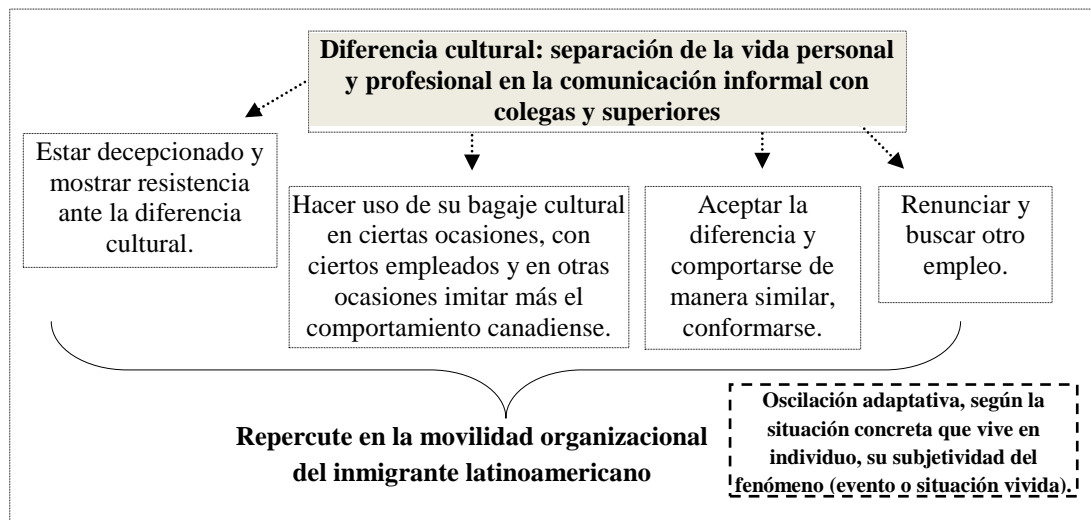 Diferencia cultural: separación de la vida personal
y profesional en la comunicación informal con
colegas y superiores
Estar decepcionado y
mostrar resistencia
ante la diferencia
cultural.
Hacer uso de su bagaje cultural
en ciertas ocasiones, con
ciertos empleados y en otras
ocasiones imitar más el
comportamiento canadiense.
Aceptar la
diferencia y
comportarse de
manera similar,
conformarse.
Renunciar y
buscar otro
empleo.
Repercute en la movilidad organizacional
del inmigrante latinoamericano
Oscilación adaptativa, según la
situación concreta que vive en
individuo, su subjetividad del
fenómeno (evento o situación vivida).